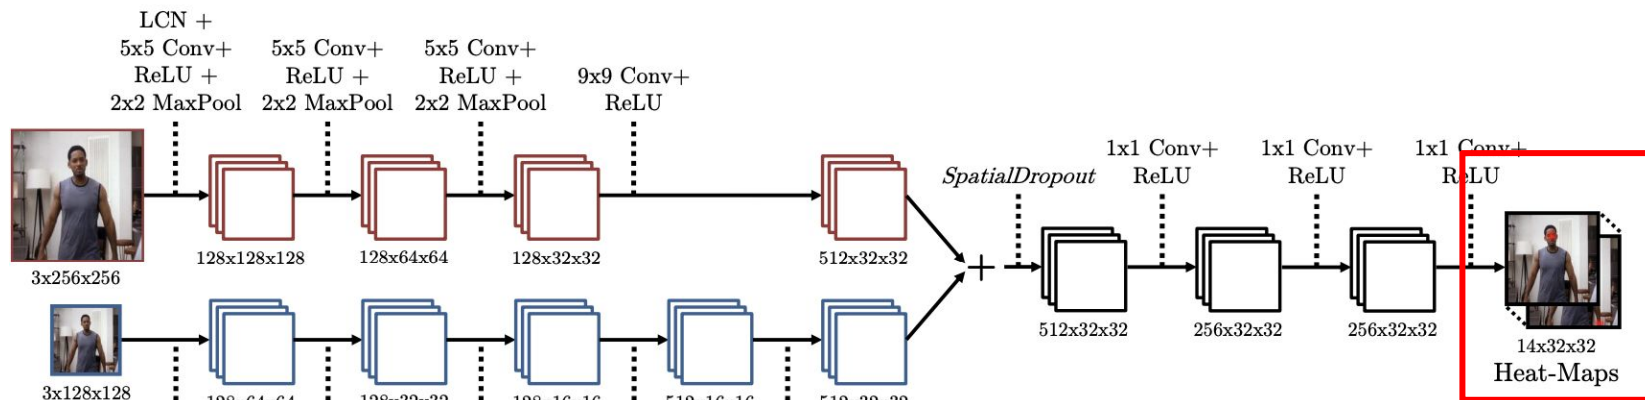 LCN +
5x5 Conv+
ReLU +
2x2 MaxPool
5x5 Conv+
ReLU +
2x2 MaxPool
5x5 Conv+
ReLU +
2x2 MaxPool
9x9 Conv+
ReLU
3x256x256
128x128x128
128x64x64
128x32x32
512x32x32
+
SpatialDropout
1x1 Conv+
ReLU
1x1 Conv+
ReLU
1x1 Conv+
ReLU
512x32x32
256x32x32
256x32x32
14x32x32
Heat-Maps
3x128x128